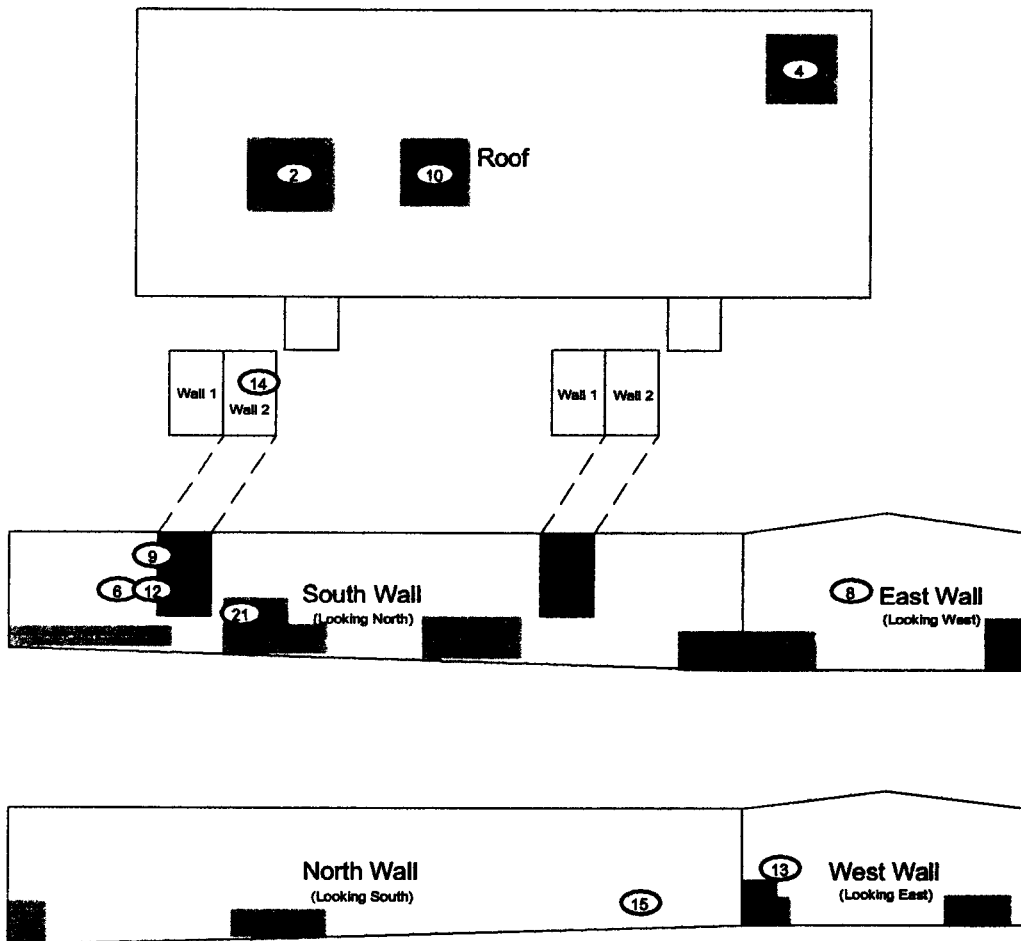 4
2
10
Roof
Wall 1
14
Wall 2
Wall 1
Wall 2
9
6
12
21
South Wall
(Looking North)
8
East Wall
(Looking West)
North Wall
(Looking South)
15
13
West Wall
(Looking East)